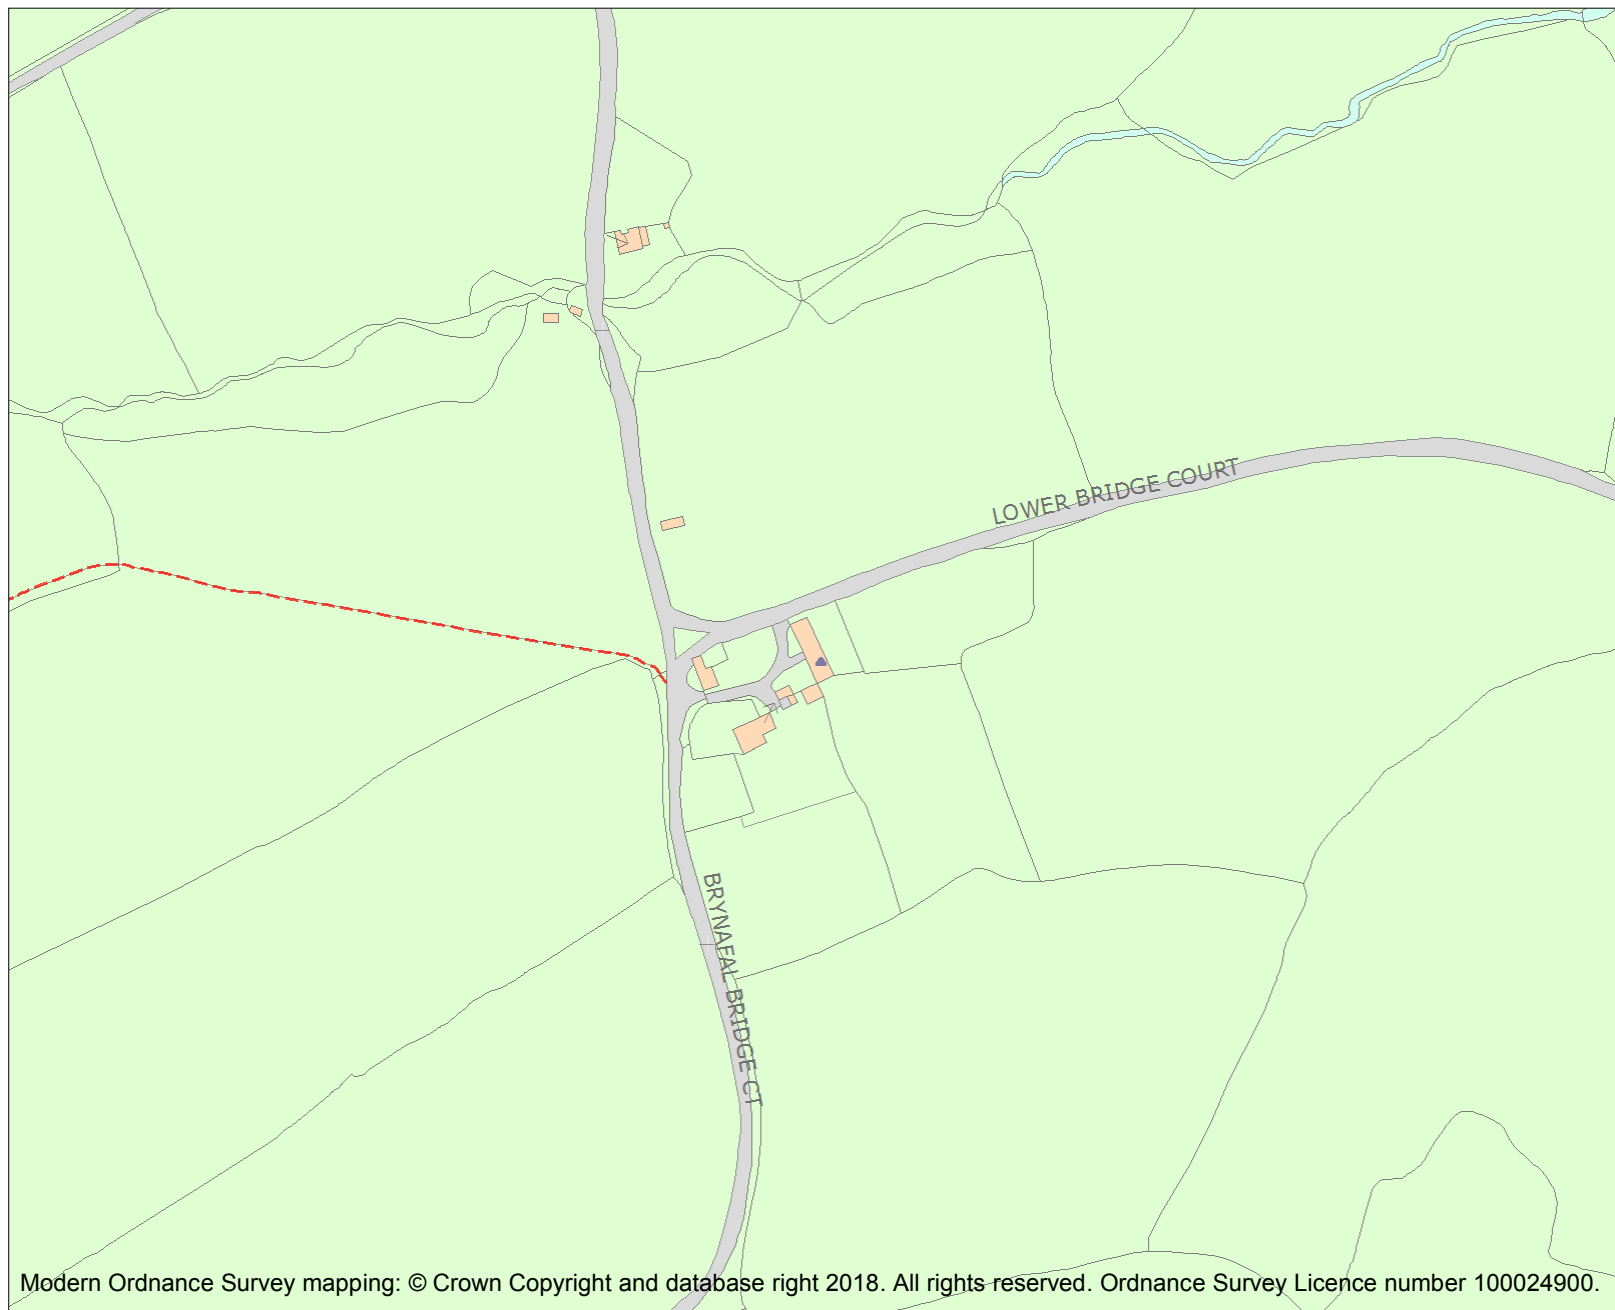 LOWER BRIDGE COURT
BRYNAFAL BRIDGE CT
Modern Ordnance Survey mapping: © Crown Copyright and database right 2018. All rights reserved. Ordnance Survey Licence number 100024900.